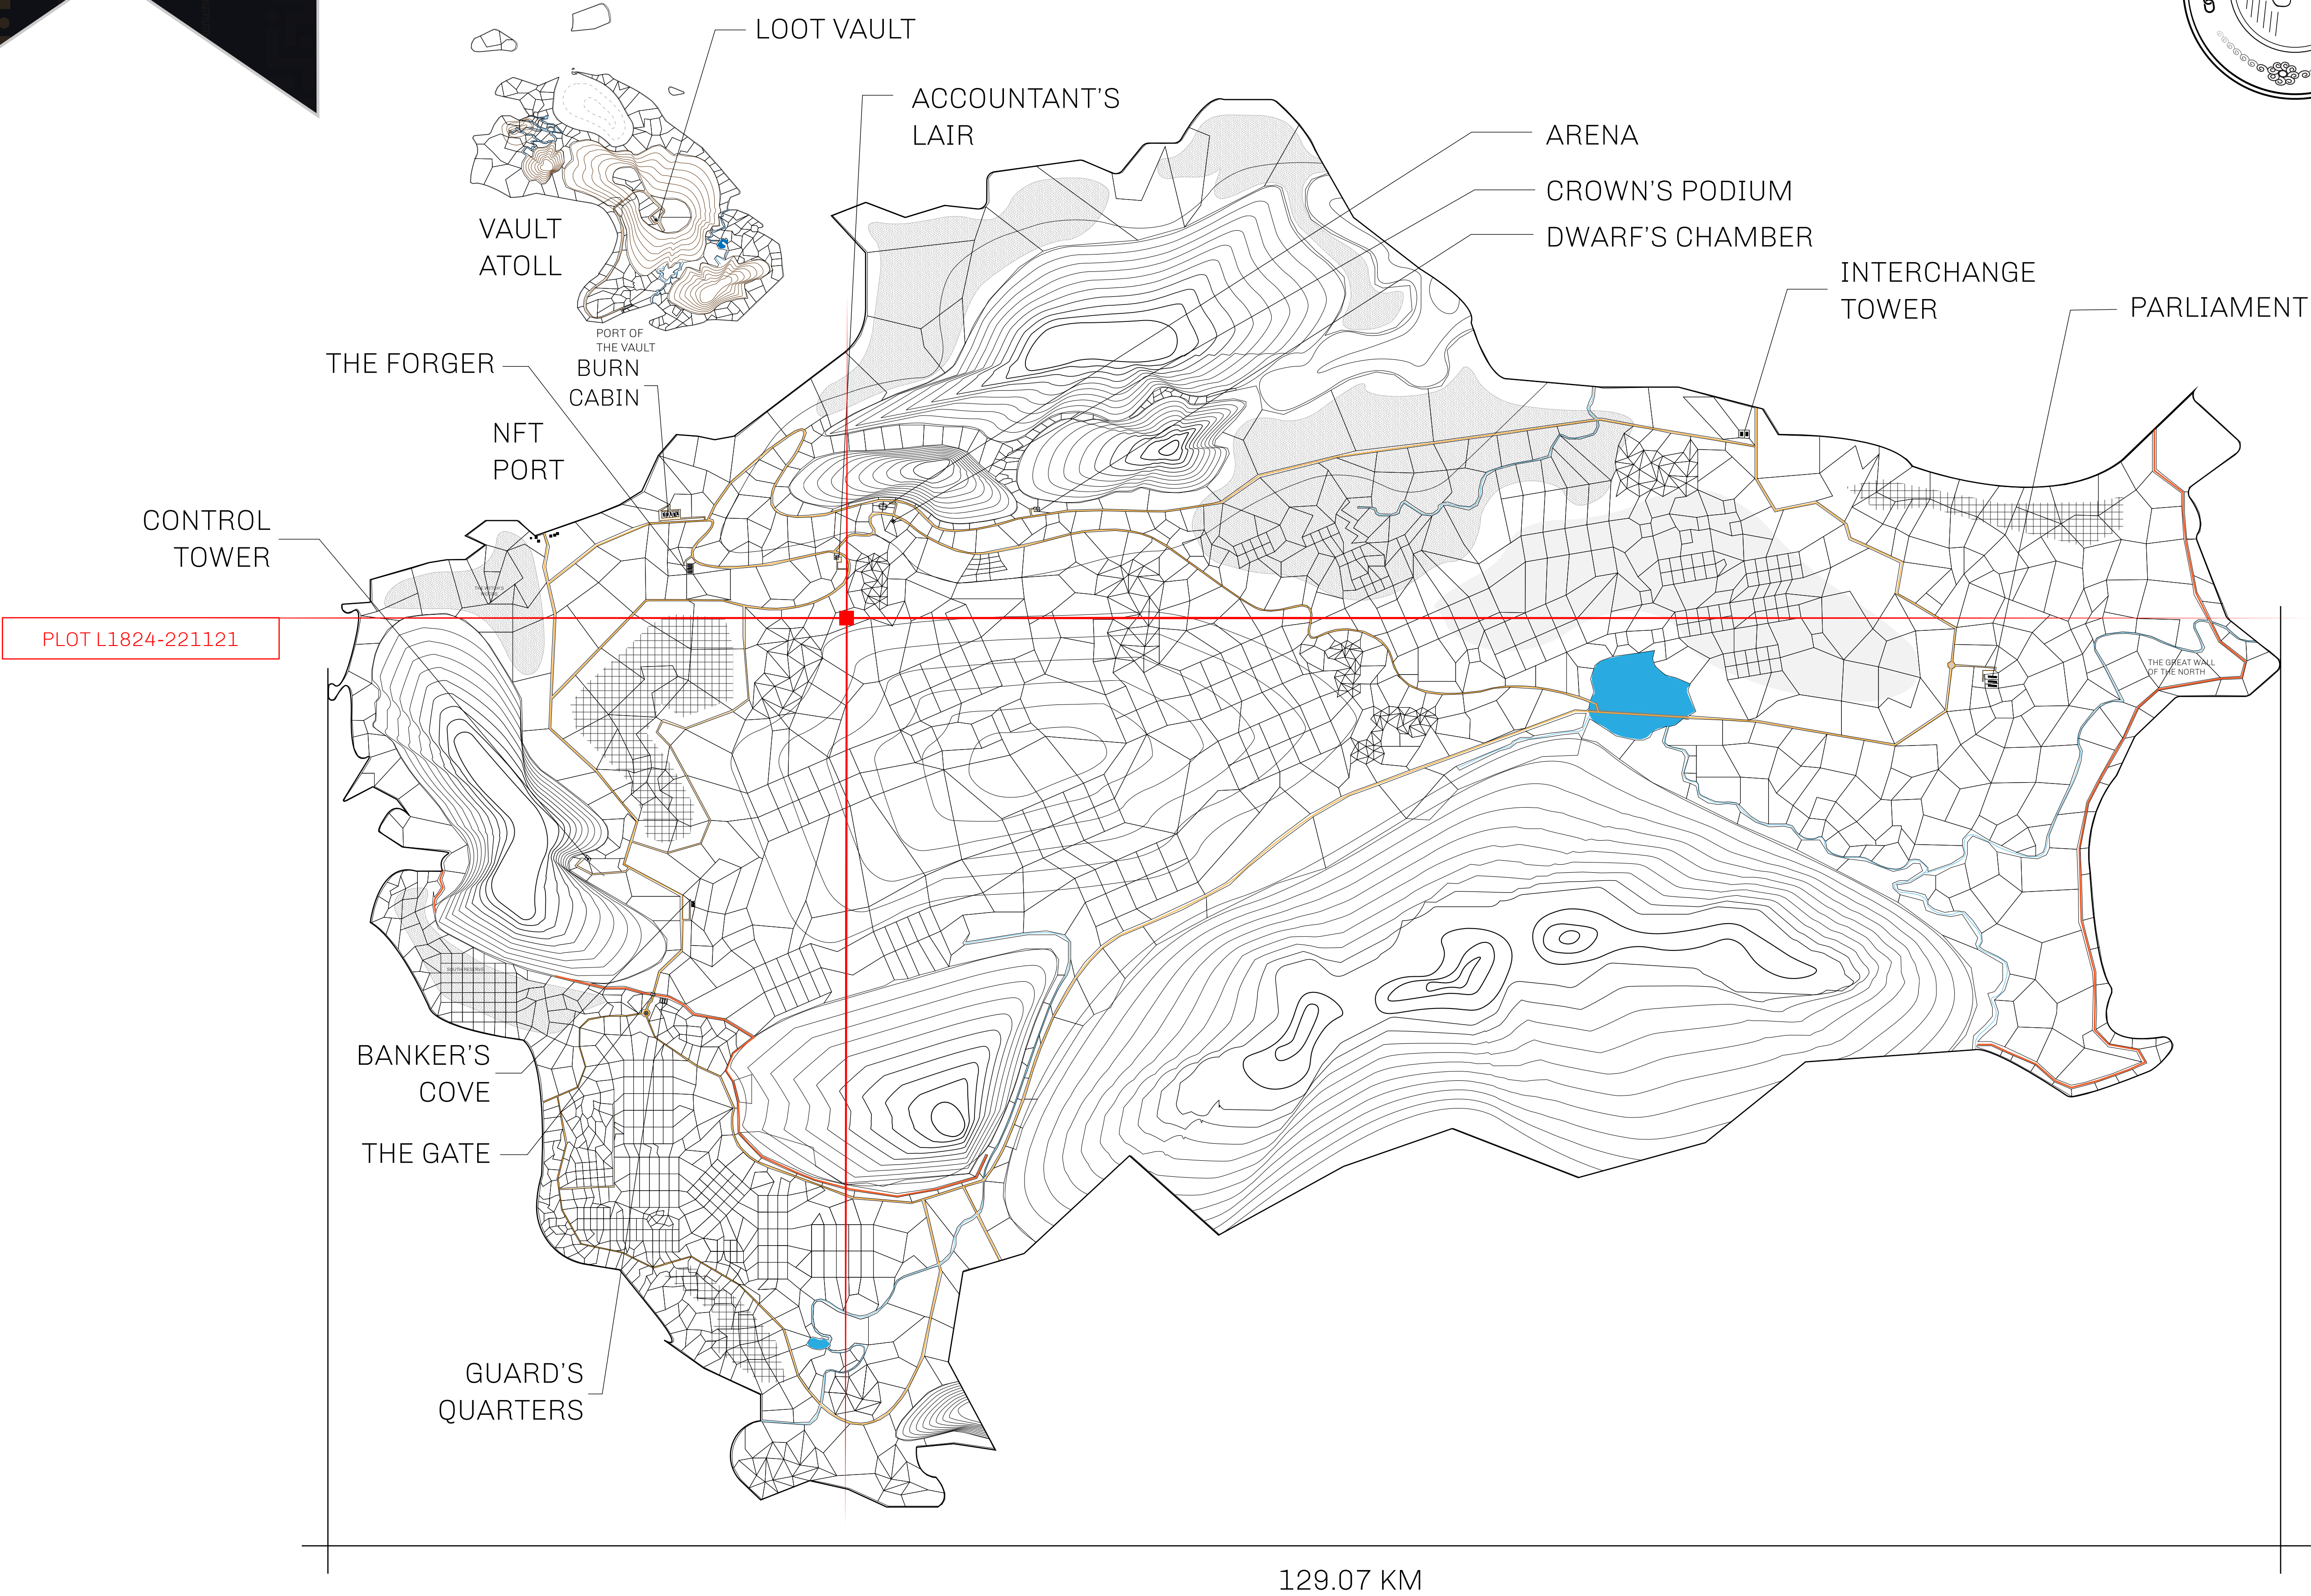 LOOT VAULT
ACCOUNTANT'S
LAIR
ARENA
CROWN'S PODIUM
DWARF'S CHAMBER
VAULT
ATOLL
INTERCHANGE
TOWER
PARLIAMENT
PORT OF
THE VAULT
THE FORGER
BURN
CABIN
NFT
PORT
CONTROL
TOWER
PLOT L1824-221121
THE GREAT WALL
OF THE NORTH
SOUTH RESERVE
BANKER'S
COVE
THE GATE
GUARD'S
QUARTERS
129.07 KM